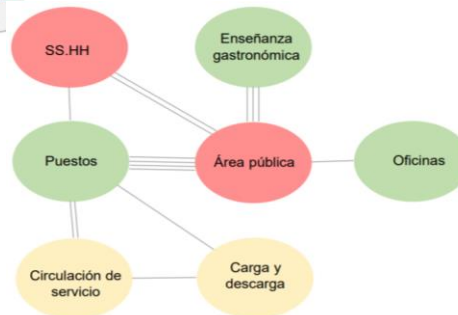 SS.HH
Enseñanza
gastronómica
Puestos
Área pública
Oficinas
Circulación de
servicio
Carga y
descarga